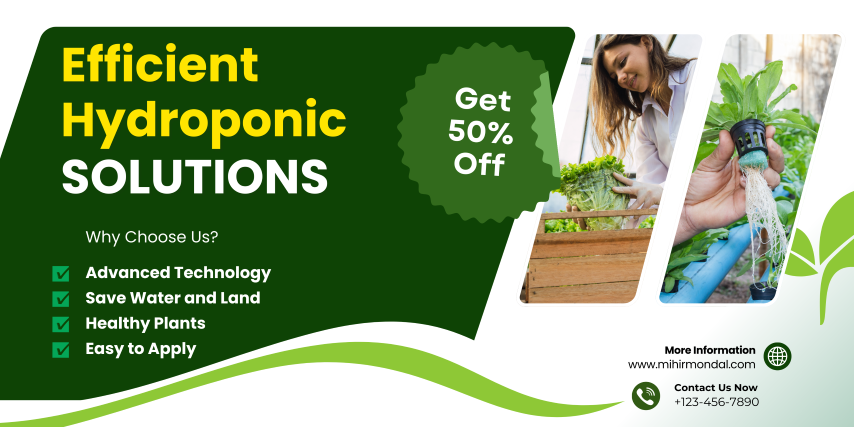 Efficient
Hydroponic
SOLUTIONS
Get
50%
Off
Why Choose Us?
Advanced Technology
Save Water and Land
Healthy Plants
Easy to Apply
More Information
www.mihirmondal.com
Contact Us Now
+123-456-7890